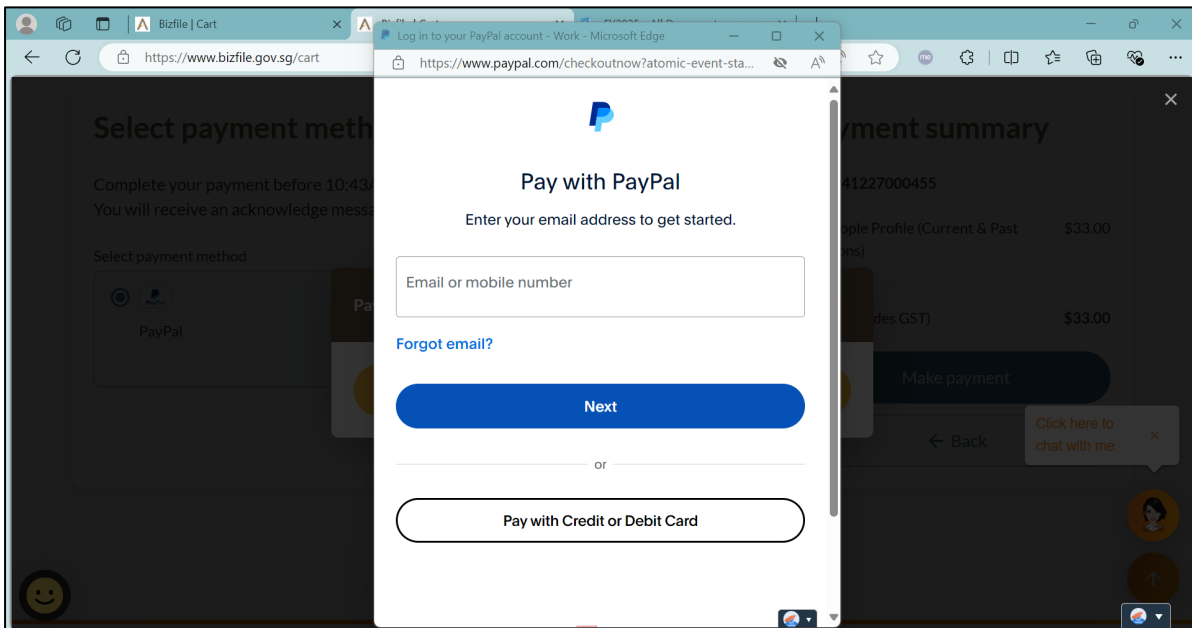 Bizfile | Cart
Log in to your PayPal account - Work - Microsoft Edge
https://www.bizfile.gov.sg/cart
https://www.paypal.com/checkoutnow?atomic-event-sta...
Select payment meth
yment summary
Complete your payment before 10:43
41227000455
You will receive an acknowledge messa
ople Profile (Current & Past
$33.00
ons)
Select payment method
PayPal
Pa
des GST)
$33.00
Make payment
Back
Click here to
chat with me.
Pay with PayPal
Enter your email address to get started.
Email or mobile number
Forgot email?
Next
or
Pay with Credit or Debit Card